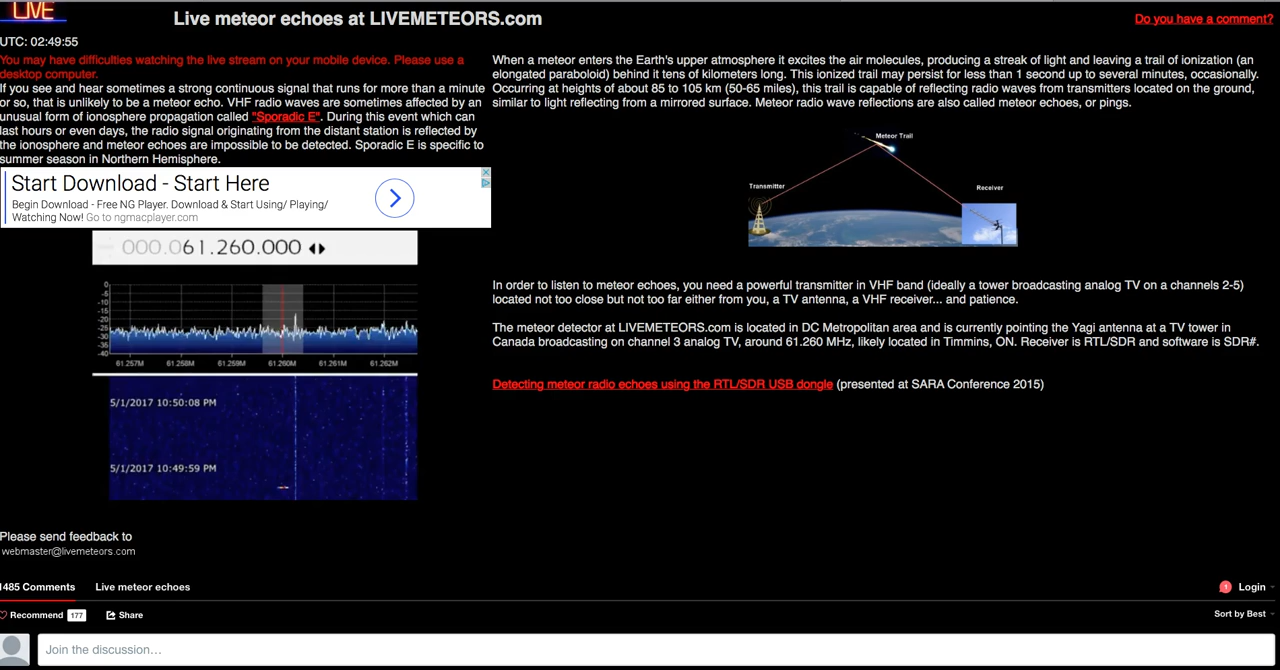 LIVE
Live meteor echoes at LIVEMETEORS.com
Do you have a comment?
UTC: 02:49:55
You may have difficulties watching the live stream on your mobile device. Please use a
desktop computer.
If you see and hear sometimes a strong continuous signal that runs for more than a minute
or so, that is unlikely to be a meteor echo. VHF radio waves are sometimes affected by an
unusual form of ionosphere propagation called "Sporadic E". During this event which can
last hours or even days, the radio signal originating from the distant station is reflected by
the ionosphere and meteor echoes are impossible to be detected. Sporadic E is specific to
summer season in Northern Hemisphere.
Start Download - Start Here
Begin Download - Free NG Player. Download & Start Using/ Playing/
Watching Now! Go to ngmacplayer.com
000.061.260.000
0
-5
-10
-15
-20
-25
-30
-35
-40
61.257M 61.258M 61.259M 61.260M 61.261M 61.262M
5/1/2017 10:50:08 PM
5/1/2017 10:49:59 PM
When a meteor enters the Earth's upper atmosphere it excites the air molecules, producing a streak of light and leaving a trail of ionization (an
elongated paraboloid) behind it tens of kilometers long. This ionized trail may persist for less than 1 second up to several minutes, occasionally.
Occurring at heights of about 85 to 105 km (50-65 miles), this trail is capable of reflecting radio waves from transmitters located on the ground,
similar to light reflecting from a mirrored surface. Meteor radio wave reflections are also called meteor echoes, or pings.
Meteor Trail
Transmitter
Receiver
In order to listen to meteor echoes, you need a powerful transmitter in VHF band (ideally a tower broadcasting analog TV on a channels 2-5)
located not too close but not too far either from you, a TV antenna, a VHF receiver... and patience.
The meteor detector at LIVEMETEORS.com is located in DC Metropolitan area and is currently pointing the Yagi antenna at a TV tower in
Canada broadcasting on channel 3 analog TV, around 61.260 MHz, likely located in Timmins, ON. Receiver is RTL/SDR and software is SDR#.
Detecting meteor radio echoes using the RTL/SDR USB dongle (presented at SARA Conference 2015)
Please send feedback to
webmaster@livemeteors.com
1485 Comments Live meteor echoes
1 Login
Recommend 177 Share
Sort by Best
Join the discussion…